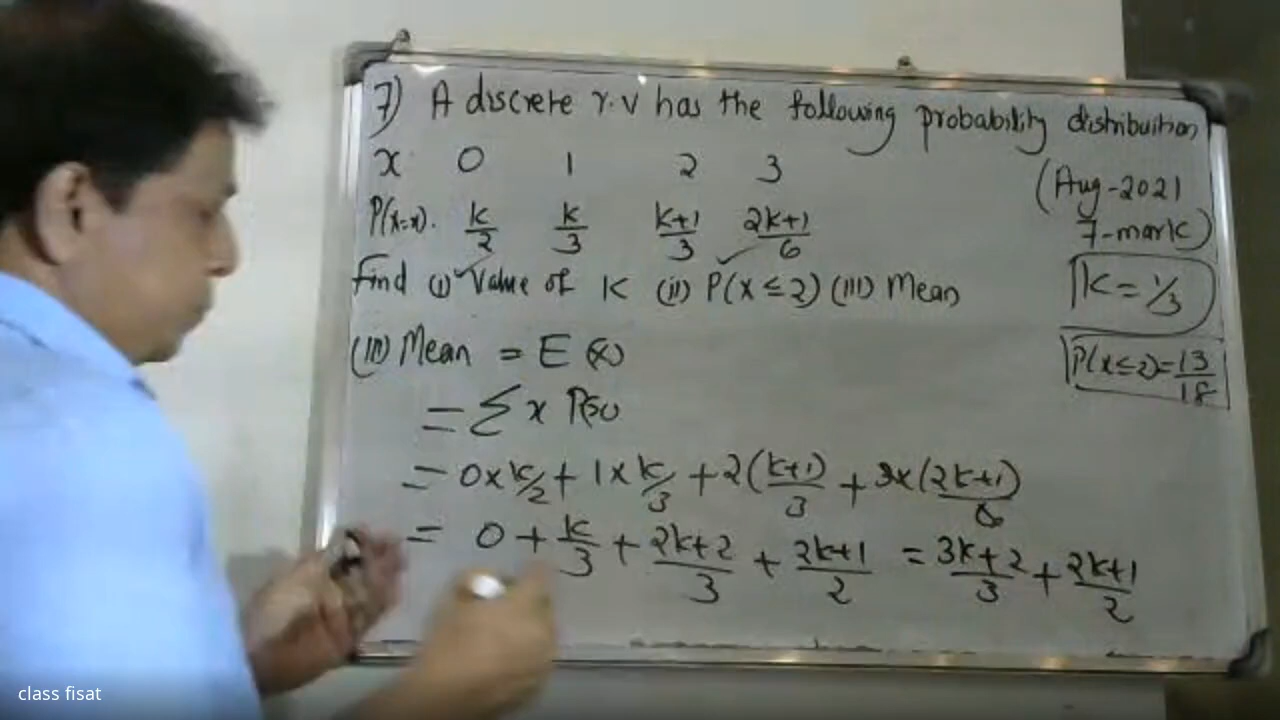 7) A discrete r.v has the following probability distribuition
(Aug-2021
7-mark)
x 0 1 2 3
P(x=x). k/2 k/3 k+1/3 2k+1/6
Find (i) Value of K (ii) P(x≤2) (iii) Mean
k = 1/3
P(x≤2)=13/18
(iii) Mean = E(x)
= Σ x P(x)
= 0×k/2 + 1×k/3 + 2(k+1)/3 + 3×(2k+1)/6
= 0 + k/3 + 2k+2/3 + 2k+1/2 = 3k+2/3 + 2k+1/2
class fisat